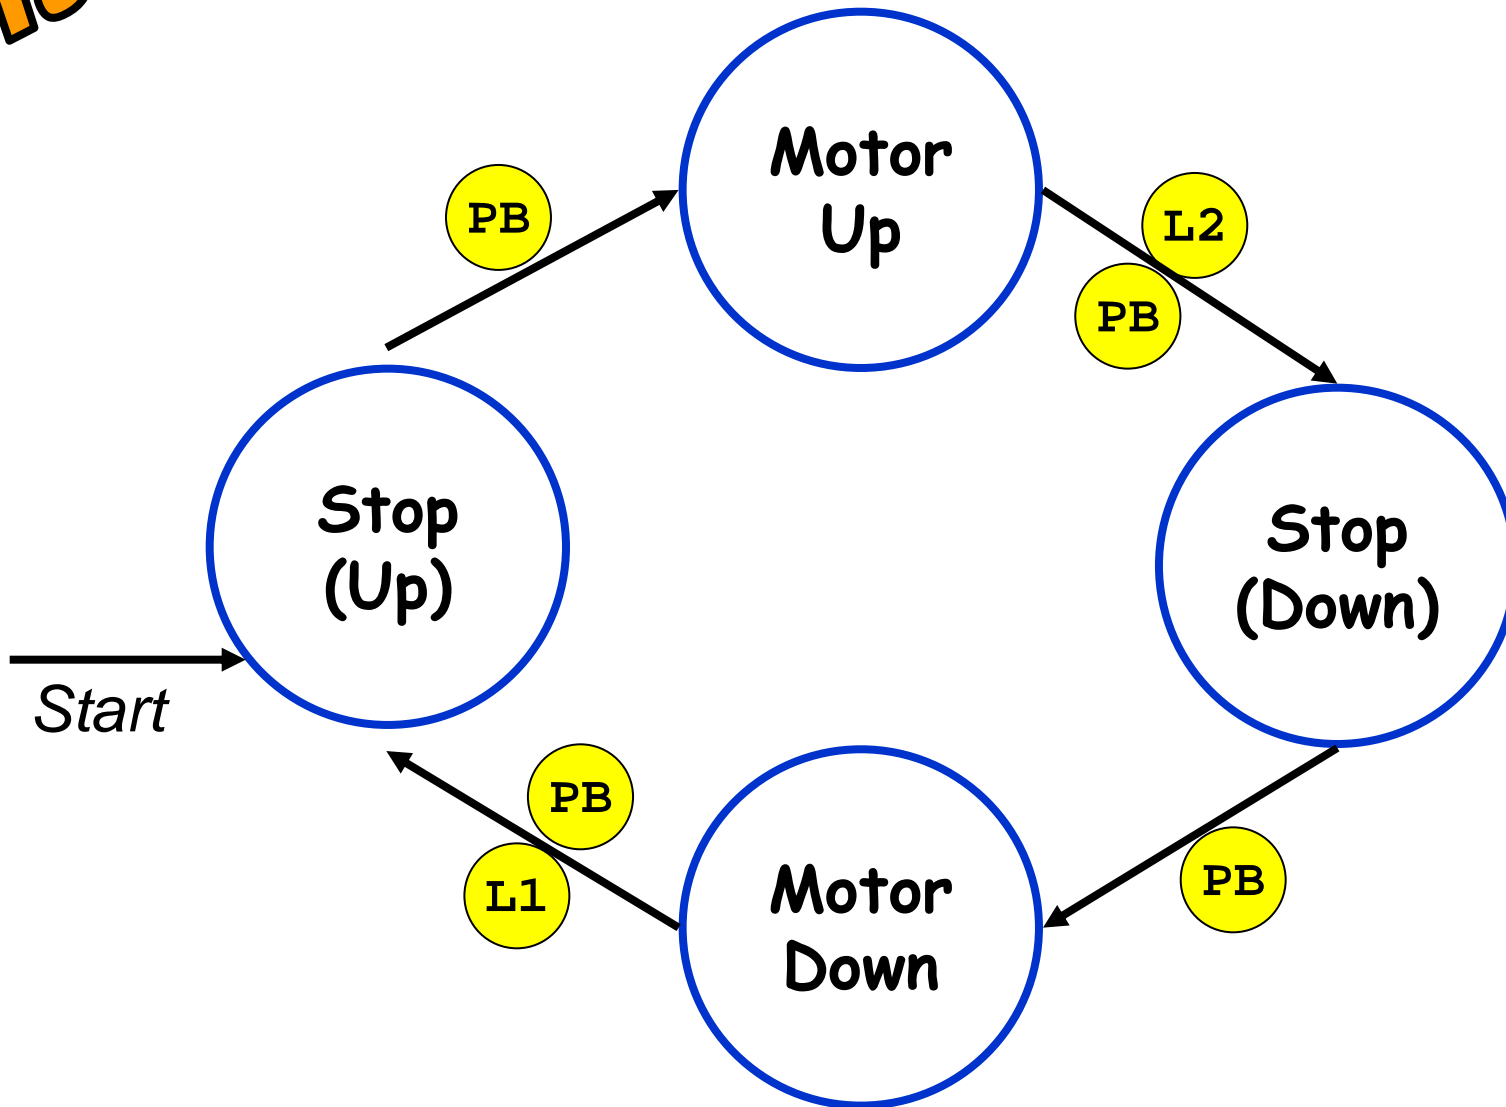 Motor
Up
PB
L2
PB
Stop
(Up)
Stop
(Down)
Start
PB
L1
Motor
Down
PB